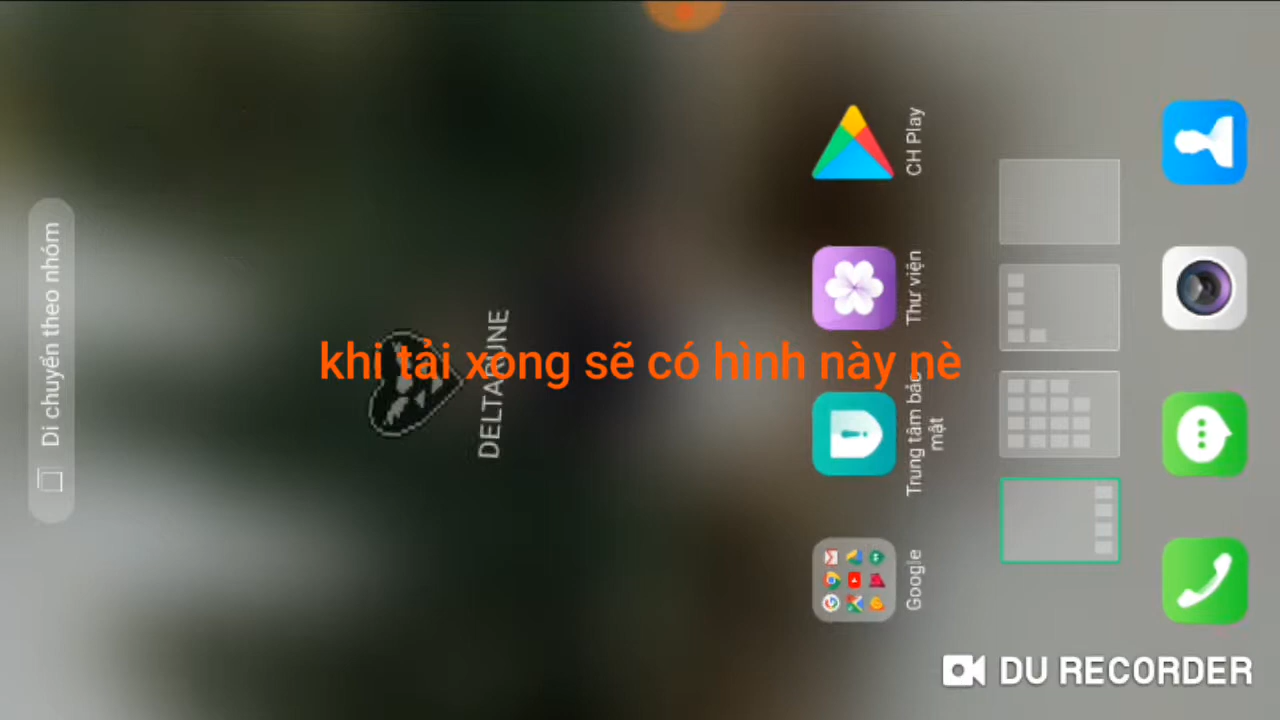 Di chuyển theo nhóm
DELTARUNE
khi tải xong sẽ có hình này nè
Google
Trung tâm bảo
mật
Thư viện
CH Play
DU RECORDER